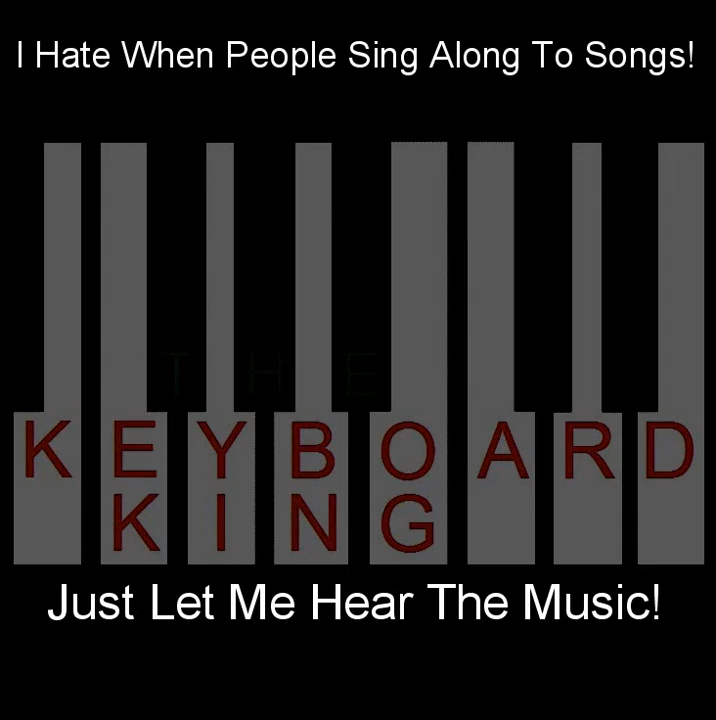 I Hate When People Sing Along To Songs!
THE
KEYBOARD
KING
Just Let Me Hear The Music!